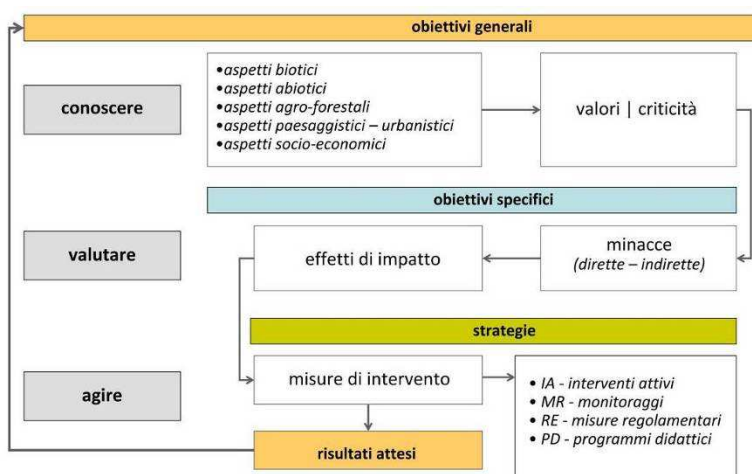 obiettivi generali
conoscere
•aspetti biotici
•aspetti abiotici
•aspetti agro-forestali
•aspetti paesaggistici – urbanistici
•aspetti socio-economici
valori | criticità
obiettivi specifici
valutare
effetti di impatto
minacce
(dirette – indirette)
strategie
agire
misure di intervento
• IA - interventi attivi
• MR - monitoraggi
• RE - misure regolamentari
• PD - programmi didattici
risultati attesi